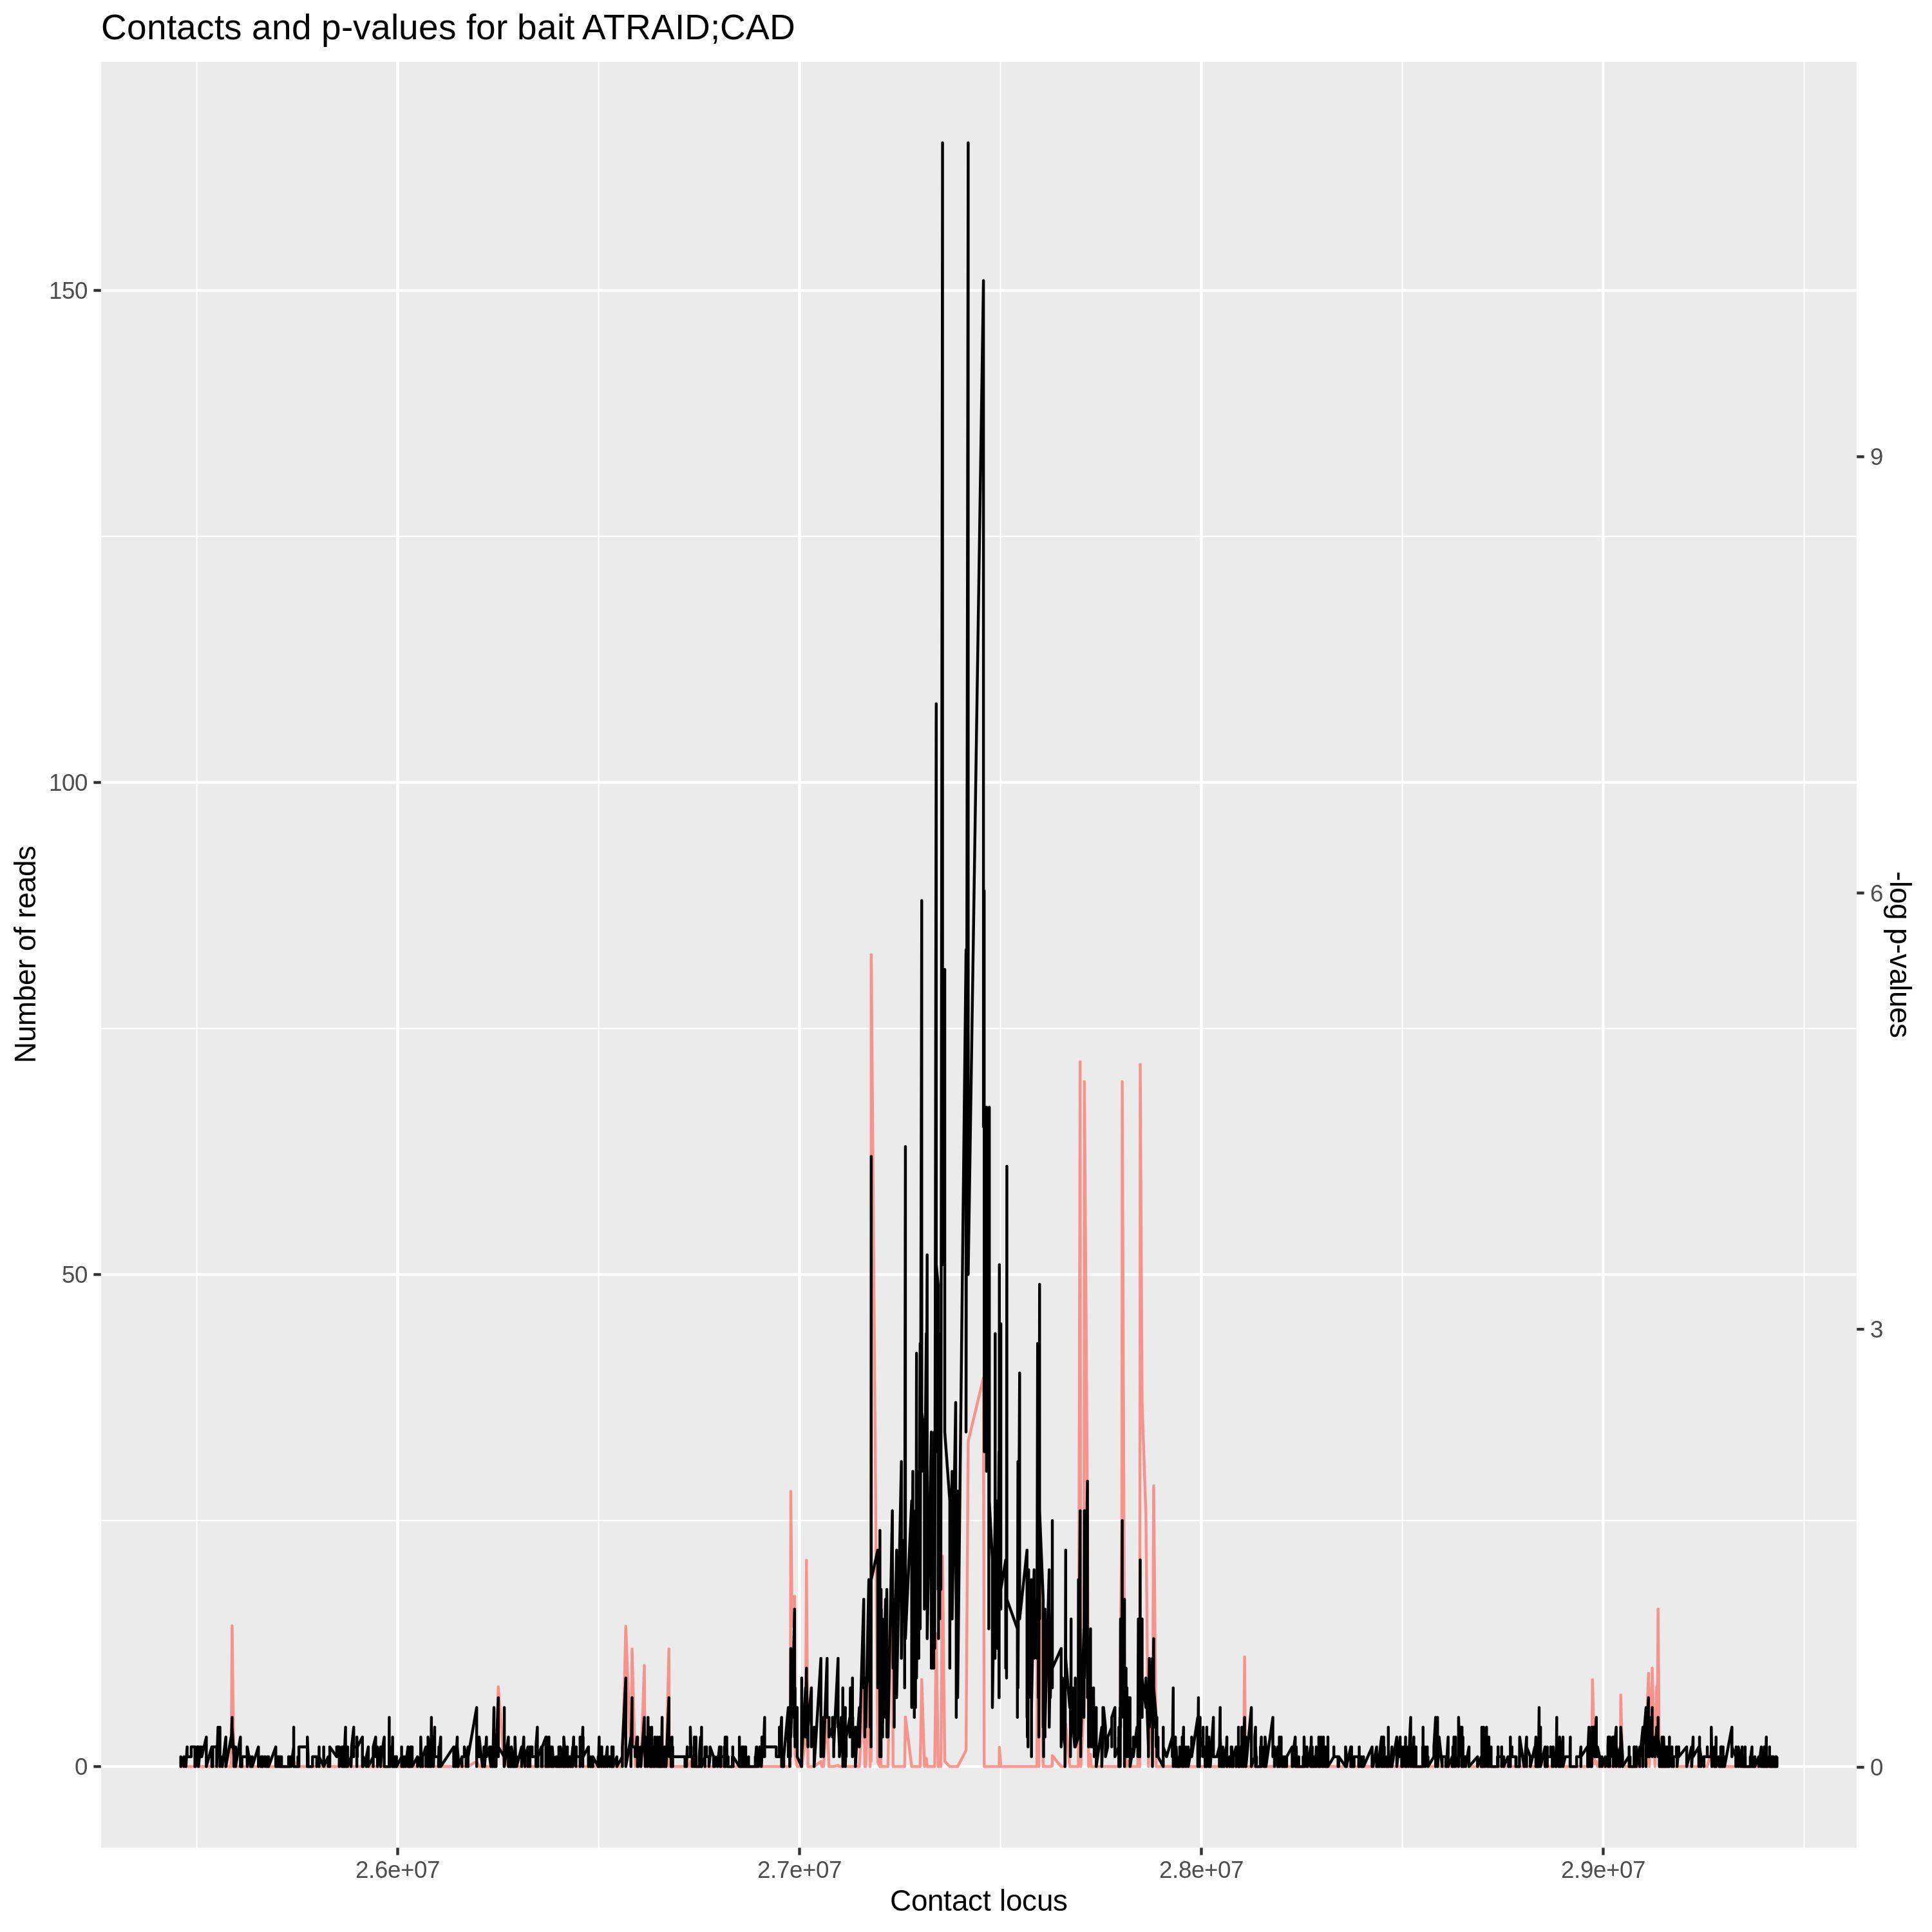 Contacts and p-values for bait ATRAID;CAD
150
100
50
0
9
6
3
0
Number of reads
-log p-values
2.6e+07
2.7e+07
2.8e+07
2.9e+07
Contact locus